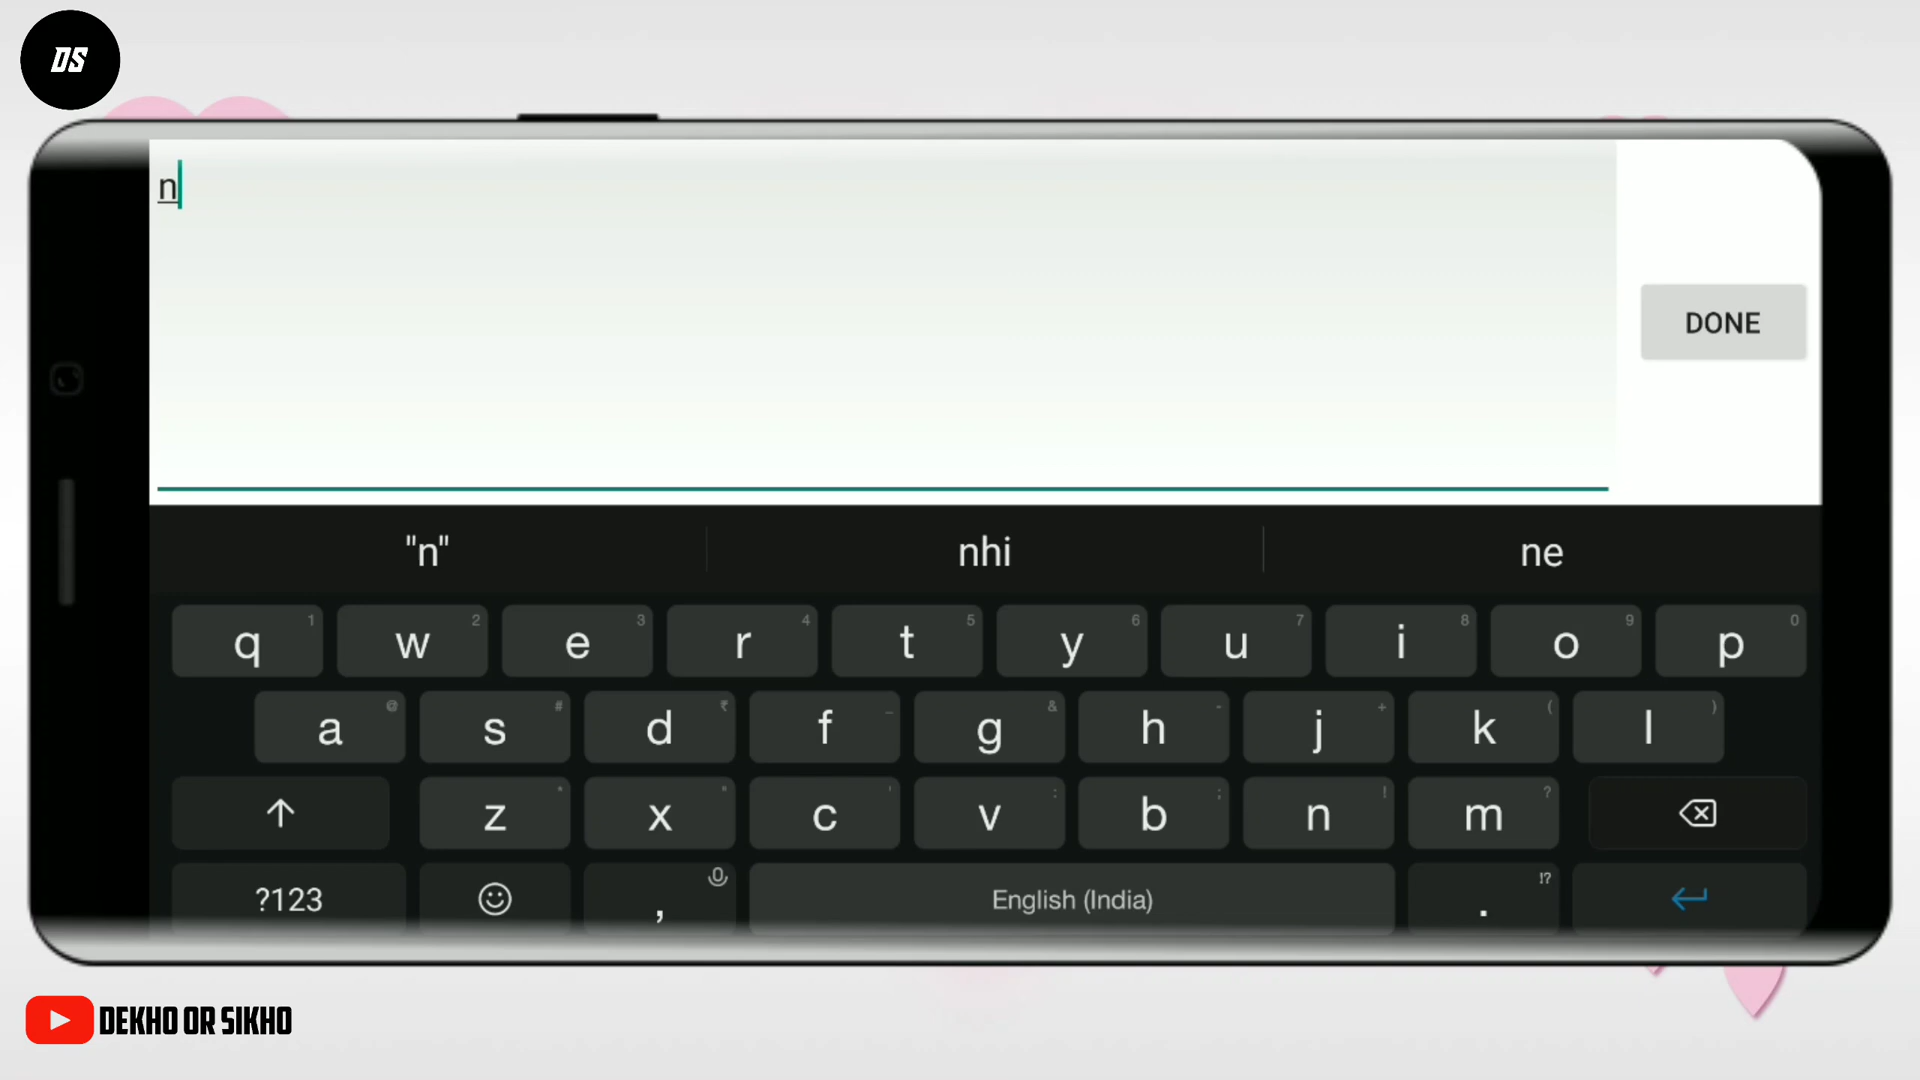 DS
n
DONE
"n" nhi ne
q 1 w 2 e 3 r 4 t 5 y 6 u 7 i 8 o 9 p 0
a @ s # d ₹ f _ g & h - j + k ( l )
z * x " c ' v : b ; n ! m ?
?123 , English (India) . !?
DEKHO OR SIKHO